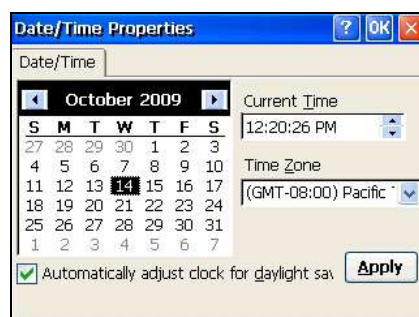 Date/Time Properties ? OK ×
Date/Time
October 2009
S M T W T F S
27 28 29 30 1 2 3
4 5 6 7 8 9 10
11 12 13 14 15 16 17
18 19 20 21 22 23 24
25 26 27 28 29 30 31
1 2 3 4 5 6 7
Current Time
12:20:26 PM
Time Zone
(GMT-08:00) Pacific
Automatically adjust clock for daylight sav
Apply